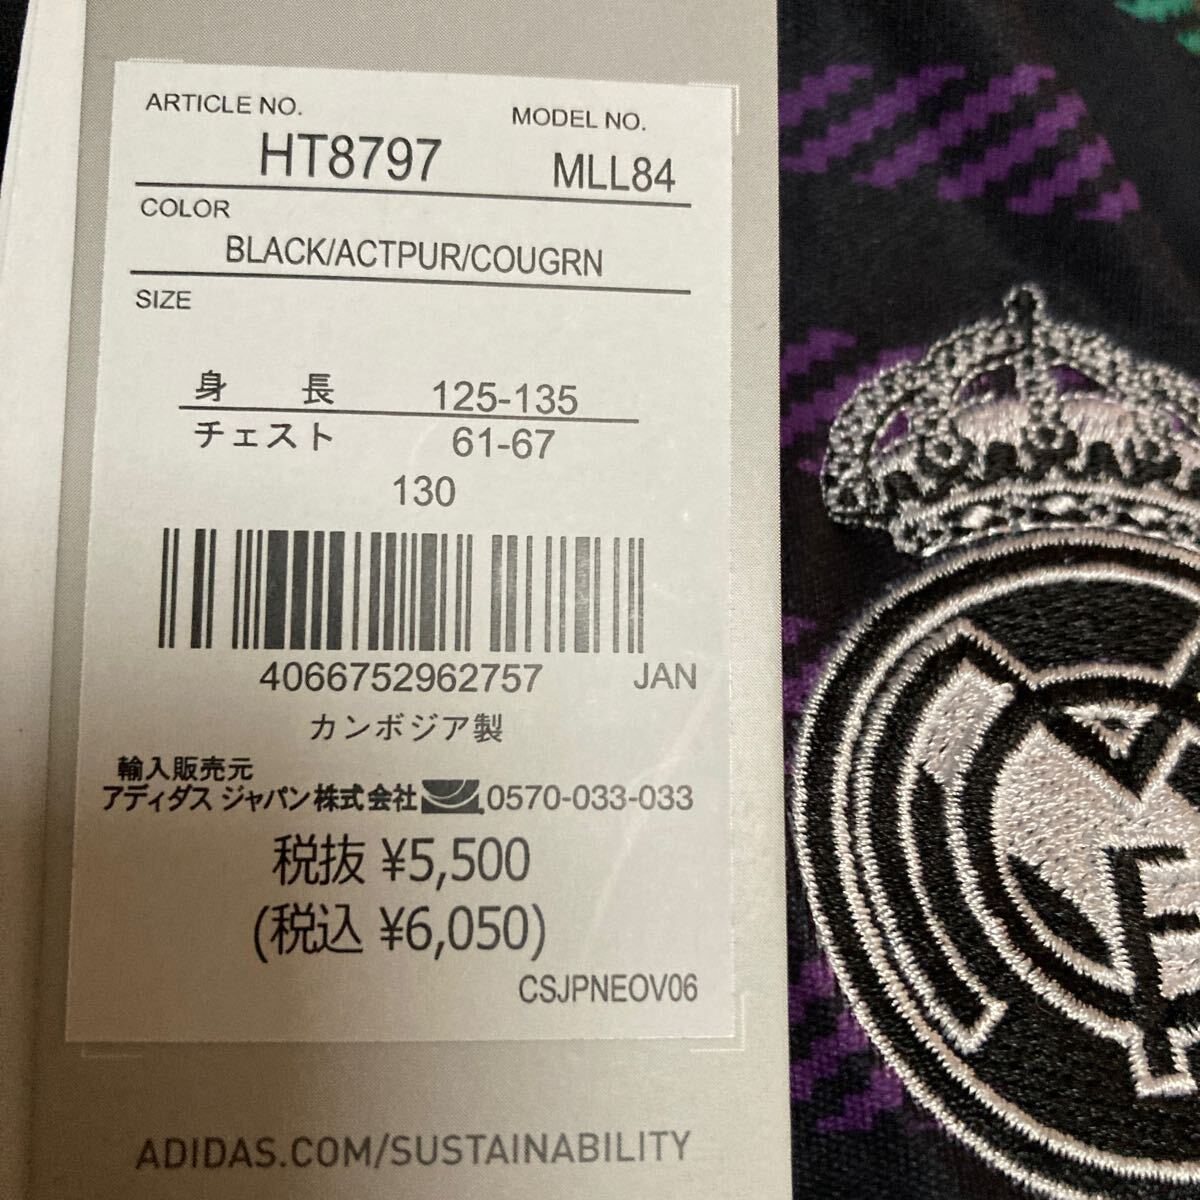 ARTICLE NO. MODEL NO.
HT8797 MLL84
COLOR
BLACK/ACTPUR/COUGRN
SIZE
身長 125-135
チェスト 61-67
130
4066752962757 JAN
カンボジア製
輸入販売元
アディダス ジャパン株式会社 0570-033-033
税抜 ¥5,500
(税込 ¥6,050)
CSJPNEOV06
ADIDAS.COM/SUSTAINABILITY